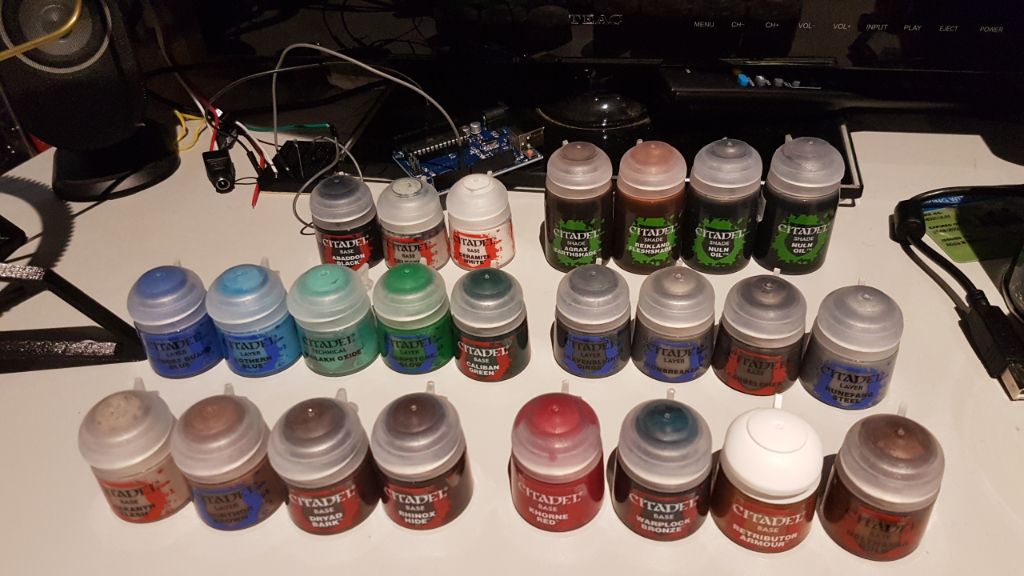 TEAC
MENU CH- CH+ VOL- VOL+ INPUT PLAY EJECT POWER
CITADEL
BASE
ABADDON
BLACK
CITADEL
BASE
CITADEL
BASE
CERAMITE
WHITE
CITADEL
SHADE
AGRAX
EARTHSHADE
CITADEL
SHADE
REIKLAND
FLESHSHADE
CITADEL
SHADE
NULN
OIL
CITADEL
SHADE
NULN
OIL
CITADEL
LAYER
CITADEL
LAYER
BLUE
CITADEL
TECHNICAL
OXIDE
CITADEL
LAYER
CITADEL
BASE
CALIBAN
GREEN
CITADEL
LAYER
CITADEL
LAYER
IRONBREAKER
CITADEL
BASE
CITADEL
LAYER
RUNEFANG
STEEL
CITADEL
BASE
CITADEL
LAYER
CITADEL
BASE
DRYAD
BARK
CITADEL
BASE
RHINOX
HIDE
CITADEL
BASE
KHORNE
RED
CITADEL
BASE
WARPLOCK
BRONZE
CITADEL
BASE
RETRIBUTOR
ARMOUR
CITADEL
BASE